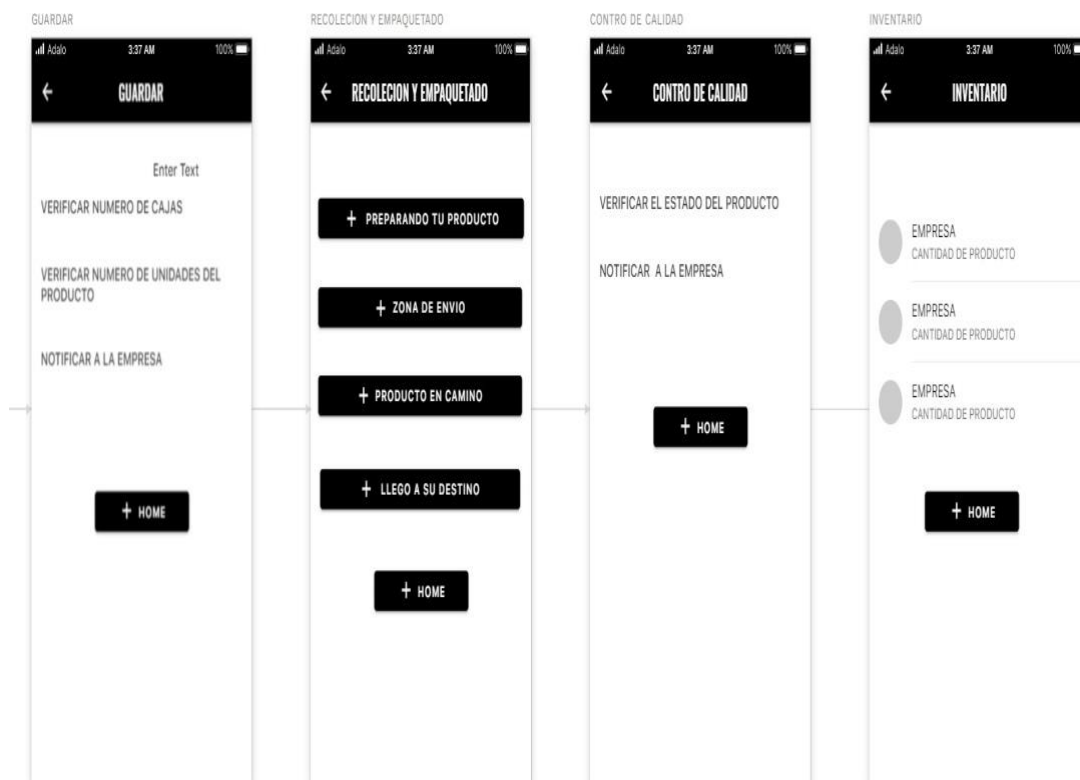 GUARDAR
Adalo 3:37 AM 100%
GUARDAR
Enter Text
VERIFICAR NUMERO DE CAJAS
VERIFICAR NUMERO DE UNIDADES DEL
PRODUCTO
NOTIFICAR A LA EMPRESA
+ HOME
RECOLECION Y EMPAQUETADO
Adalo 3:37 AM 100%
RECOLECION Y EMPAQUETADO
+ PREPARANDO TU PRODUCTO
+ ZONA DE ENVIO
+ PRODUCTO EN CAMINO
+ LLEGO A SU DESTINO
+ HOME
CONTRO DE CALIDAD
Adalo 3:37 AM 100%
CONTRO DE CALIDAD
VERIFICAR EL ESTADO DEL PRODUCTO
NOTIFICAR A LA EMPRESA
+ HOME
INVENTARIO
Adalo 3:37 AM 100%
INVENTARIO
EMPRESA
CANTIDAD DE PRODUCTO
EMPRESA
CANTIDAD DE PRODUCTO
EMPRESA
CANTIDAD DE PRODUCTO
+ HOME